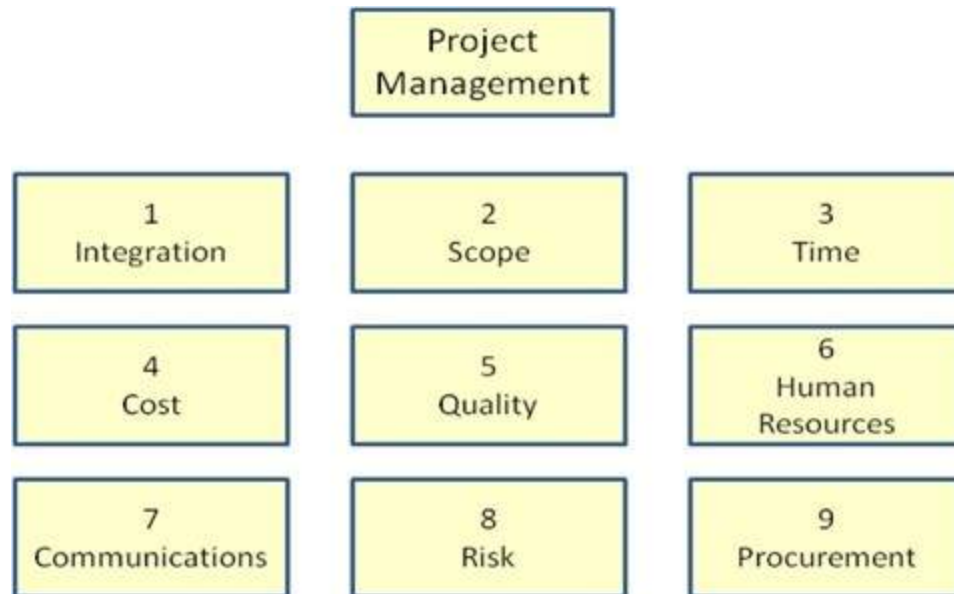 Project
Management
1
Integration
2
Scope
3
Time
4
Cost
5
Quality
6
Human
Resources
7
Communications
8
Risk
9
Procurement